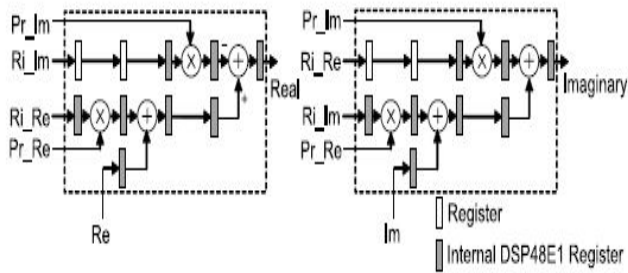 Pr_Im
Ri_Im
Ri_Re
Pr_Re
Re
Real
- + +
× × +
Pr_Im
Ri_Re
Ri_Im
Pr_Re
Im
Imaginary
× + × +
Register
Internal DSP48E1 Register